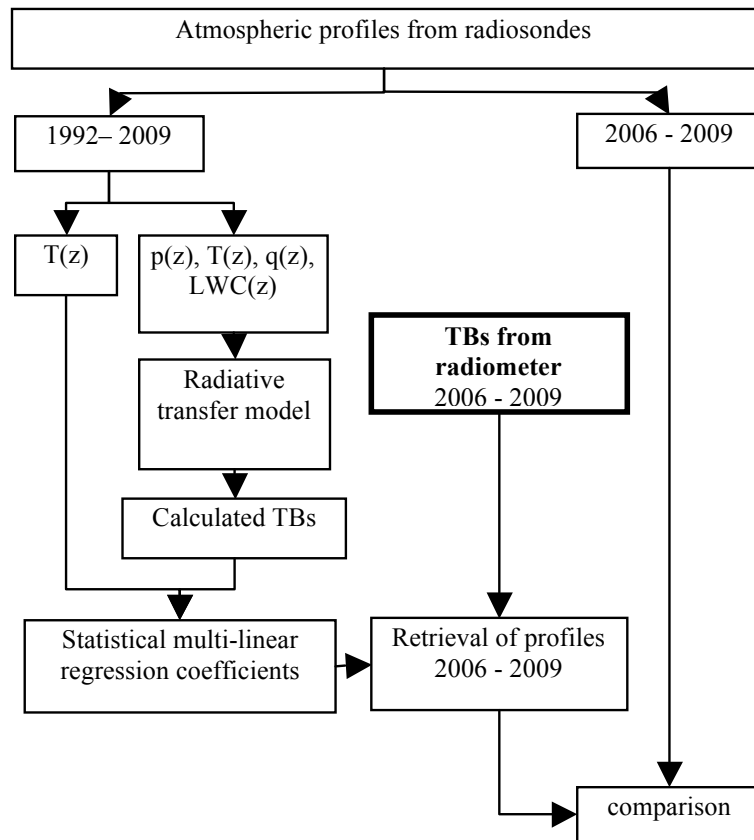 Atmospheric profiles from radiosondes
1992– 2009
2006 - 2009
T(z)
p(z), T(z), q(z),
LWC(z)
TBs from
radiometer
2006 - 2009
Radiative
transfer model
Calculated TBs
Statistical multi-linear
regression coefficients
Retrieval of profiles
2006 - 2009
comparison